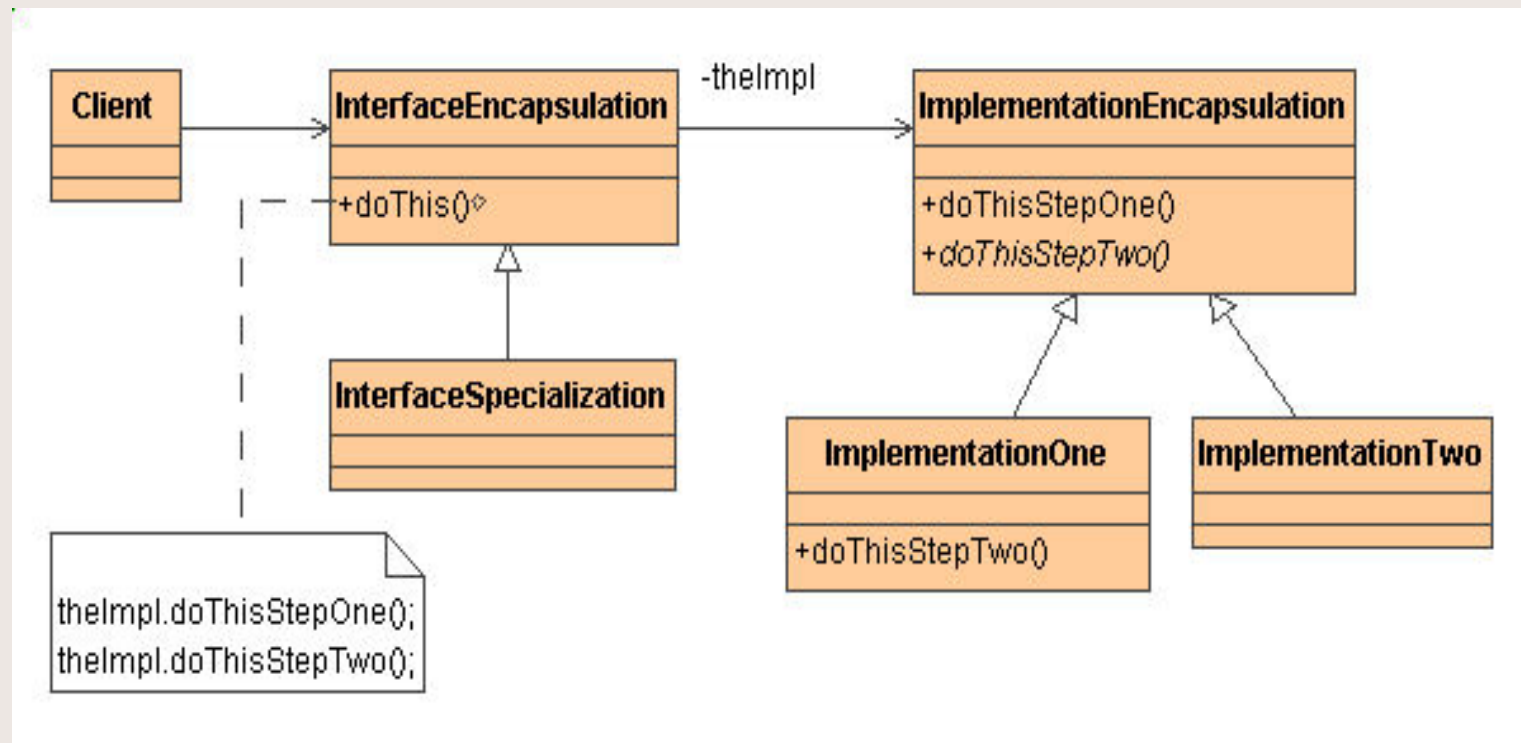 Client
InterfaceEncapsulation
+doThis()
-theImpl
ImplementationEncapsulation
+doThisStepOne()
+doThisStepTwo()
InterfaceSpecialization
ImplementationOne
+doThisStepTwo()
ImplementationTwo
theImpl.doThisStepOne();
theImpl.doThisStepTwo();